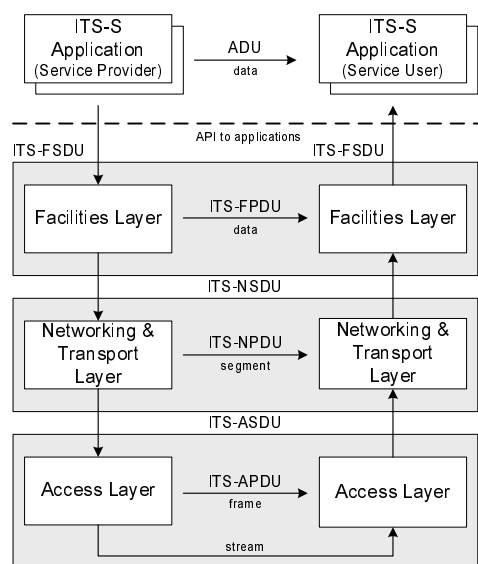 ITS-S
Application
(Service Provider)
ADU
data
ITS-S
Application
(Service User)
API to applications
ITS-FSDU
ITS-FSDU
Facilities Layer
ITS-FPDU
data
Facilities Layer
ITS-NSDU
Networking &
Transport
Layer
ITS-NPDU
segment
Networking &
Transport
Layer
ITS-ASDU
Access Layer
ITS-APDU
frame
Access Layer
stream